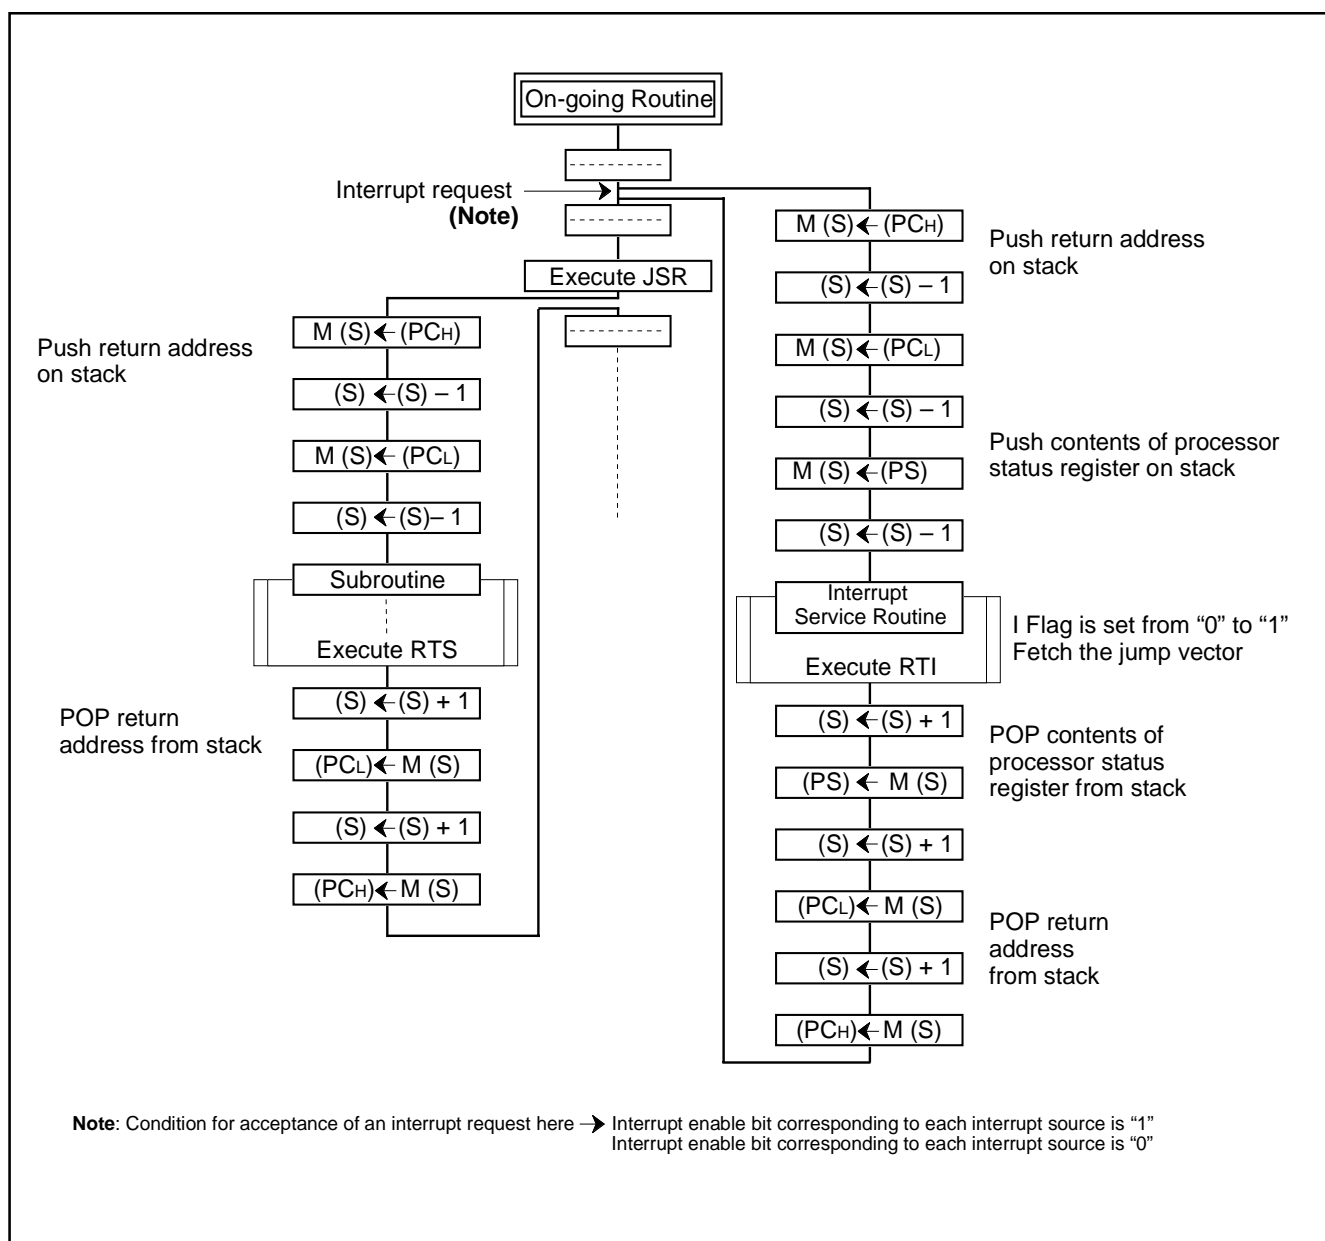 On-going Routine
Interrupt request
(Note)
Execute JSR
Push return address
on stack
M (S) ← (PCH)
(S) ← (S) – 1
M (S) ← (PCL)
(S) ← (S)– 1
Subroutine
Execute RTS
POP return
address from stack
(S) ← (S) + 1
(PCL) ← M (S)
(S) ← (S) + 1
(PCH) ← M (S)
M (S) ← (PCH)
(S) ← (S) – 1
M (S) ← (PCL)
(S) ← (S) – 1
M (S) ← (PS)
(S) ← (S) – 1
Push return address
on stack
Push contents of processor
status register on stack
Interrupt
Service Routine
Execute RTI
I Flag is set from “0” to “1”
Fetch the jump vector
(S) ← (S) + 1
(PS) ← M (S)
(S) ← (S) + 1
(PCL) ← M (S)
(S) ← (S) + 1
(PCH) ← M (S)
POP contents of
processor status
register from stack
POP return
address
from stack
Note: Condition for acceptance of an interrupt request here → Interrupt enable bit corresponding to each interrupt source is “1”
Interrupt enable bit corresponding to each interrupt source is “0”